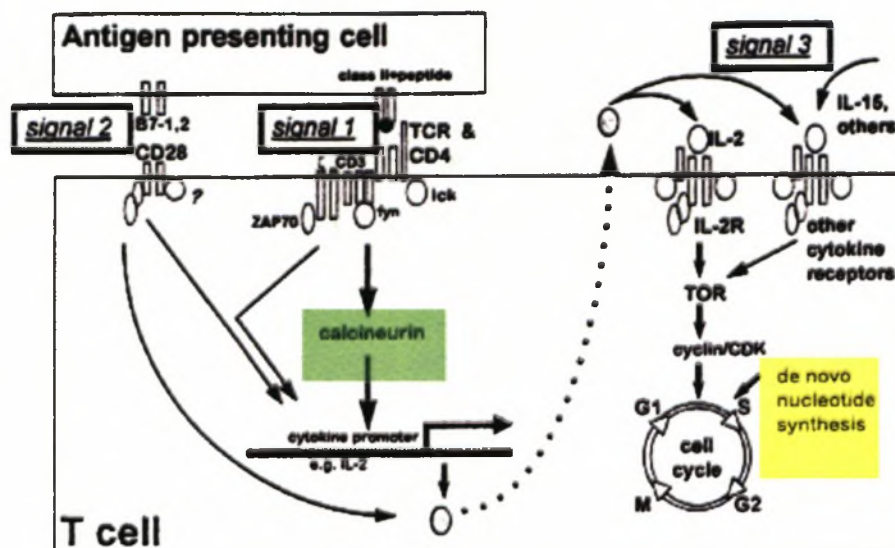 Antigen presenting cell
signal 3
class II+peptide
signal 2
B7-1,2
signal 1
TCR &
CD4
IL-15,
others
IL-2
CD28
CD3
?
lck
ZAP70
fyn
IL-2R
other
cytokine
receptors
TOR
calcineurin
cyclin/CDK
de novo
nucleotide
synthesis
G1
S
cell
cycle
M
G2
cytokine promoter
e.g. IL-2
T cell